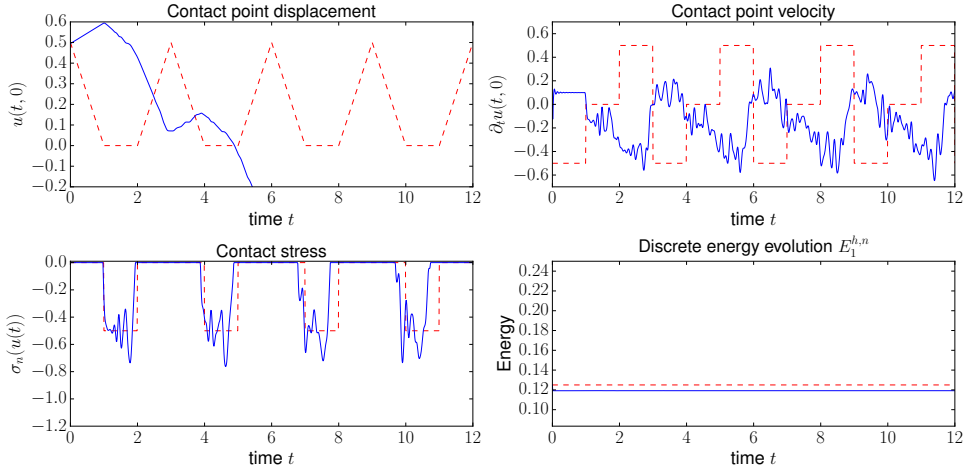 Contact point displacement
u(t, 0)
0.6
0.5
0.4
0.3
0.2
0.1
0.0
−0.1
−0.2
0 2 4 6 8 10 12
time t
Contact point velocity
∂ₜu(t, 0)
0.6
0.4
0.2
0.0
−0.2
−0.4
−0.6
0 2 4 6 8 10 12
time t
Contact stress
σₙ(u(t))
0.0
−0.2
−0.4
−0.6
−0.8
−1.0
−1.2
0 2 4 6 8 10 12
time t
Discrete energy evolution E₁ʰ,ⁿ
Energy
0.24
0.22
0.20
0.18
0.16
0.14
0.12
0.10
0 2 4 6 8 10 12
time t